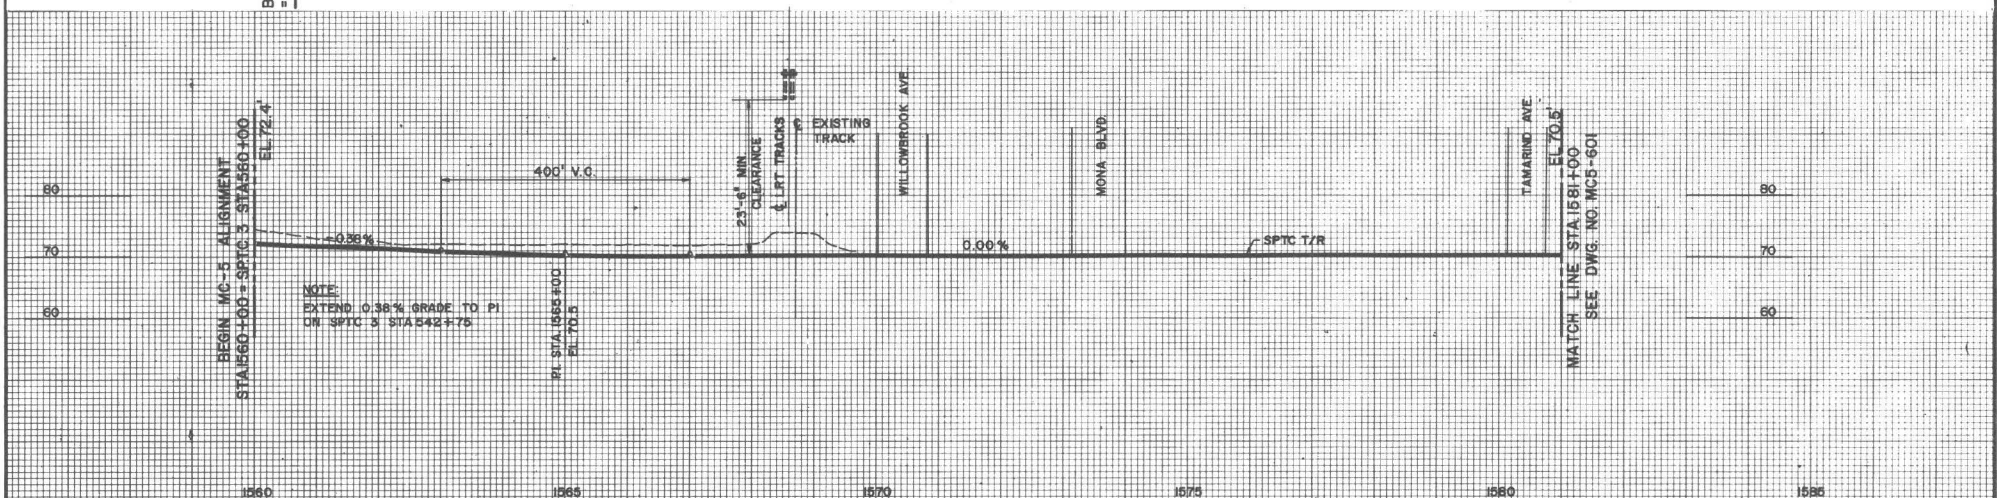 B
=
BEGIN MC-5 ALIGNMENT
STA 1560+00 = SPTC 3 STA 560+00
EL. 72.4'
80
70
60
-0.38%
400' V.C.
NOTE:
EXTEND 0.38% GRADE TO PI
ON SPTC 3 STA 542+75
P.I. STA. 1565+00
EL. 70.5
23'-6" MIN.
CLEARANCE
℄ LRT TRACKS
℄ EXISTING
TRACK
WILLOWBROOK AVE.
0.00%
MONA BLVD.
SPTC T/R
TAMARIND AVE.
EL. 70.5'
MATCH LINE STA. 1581+00
SEE DWG. NO. MC5-601
80
70
60
1560
1565
1570
1575
1580
1585